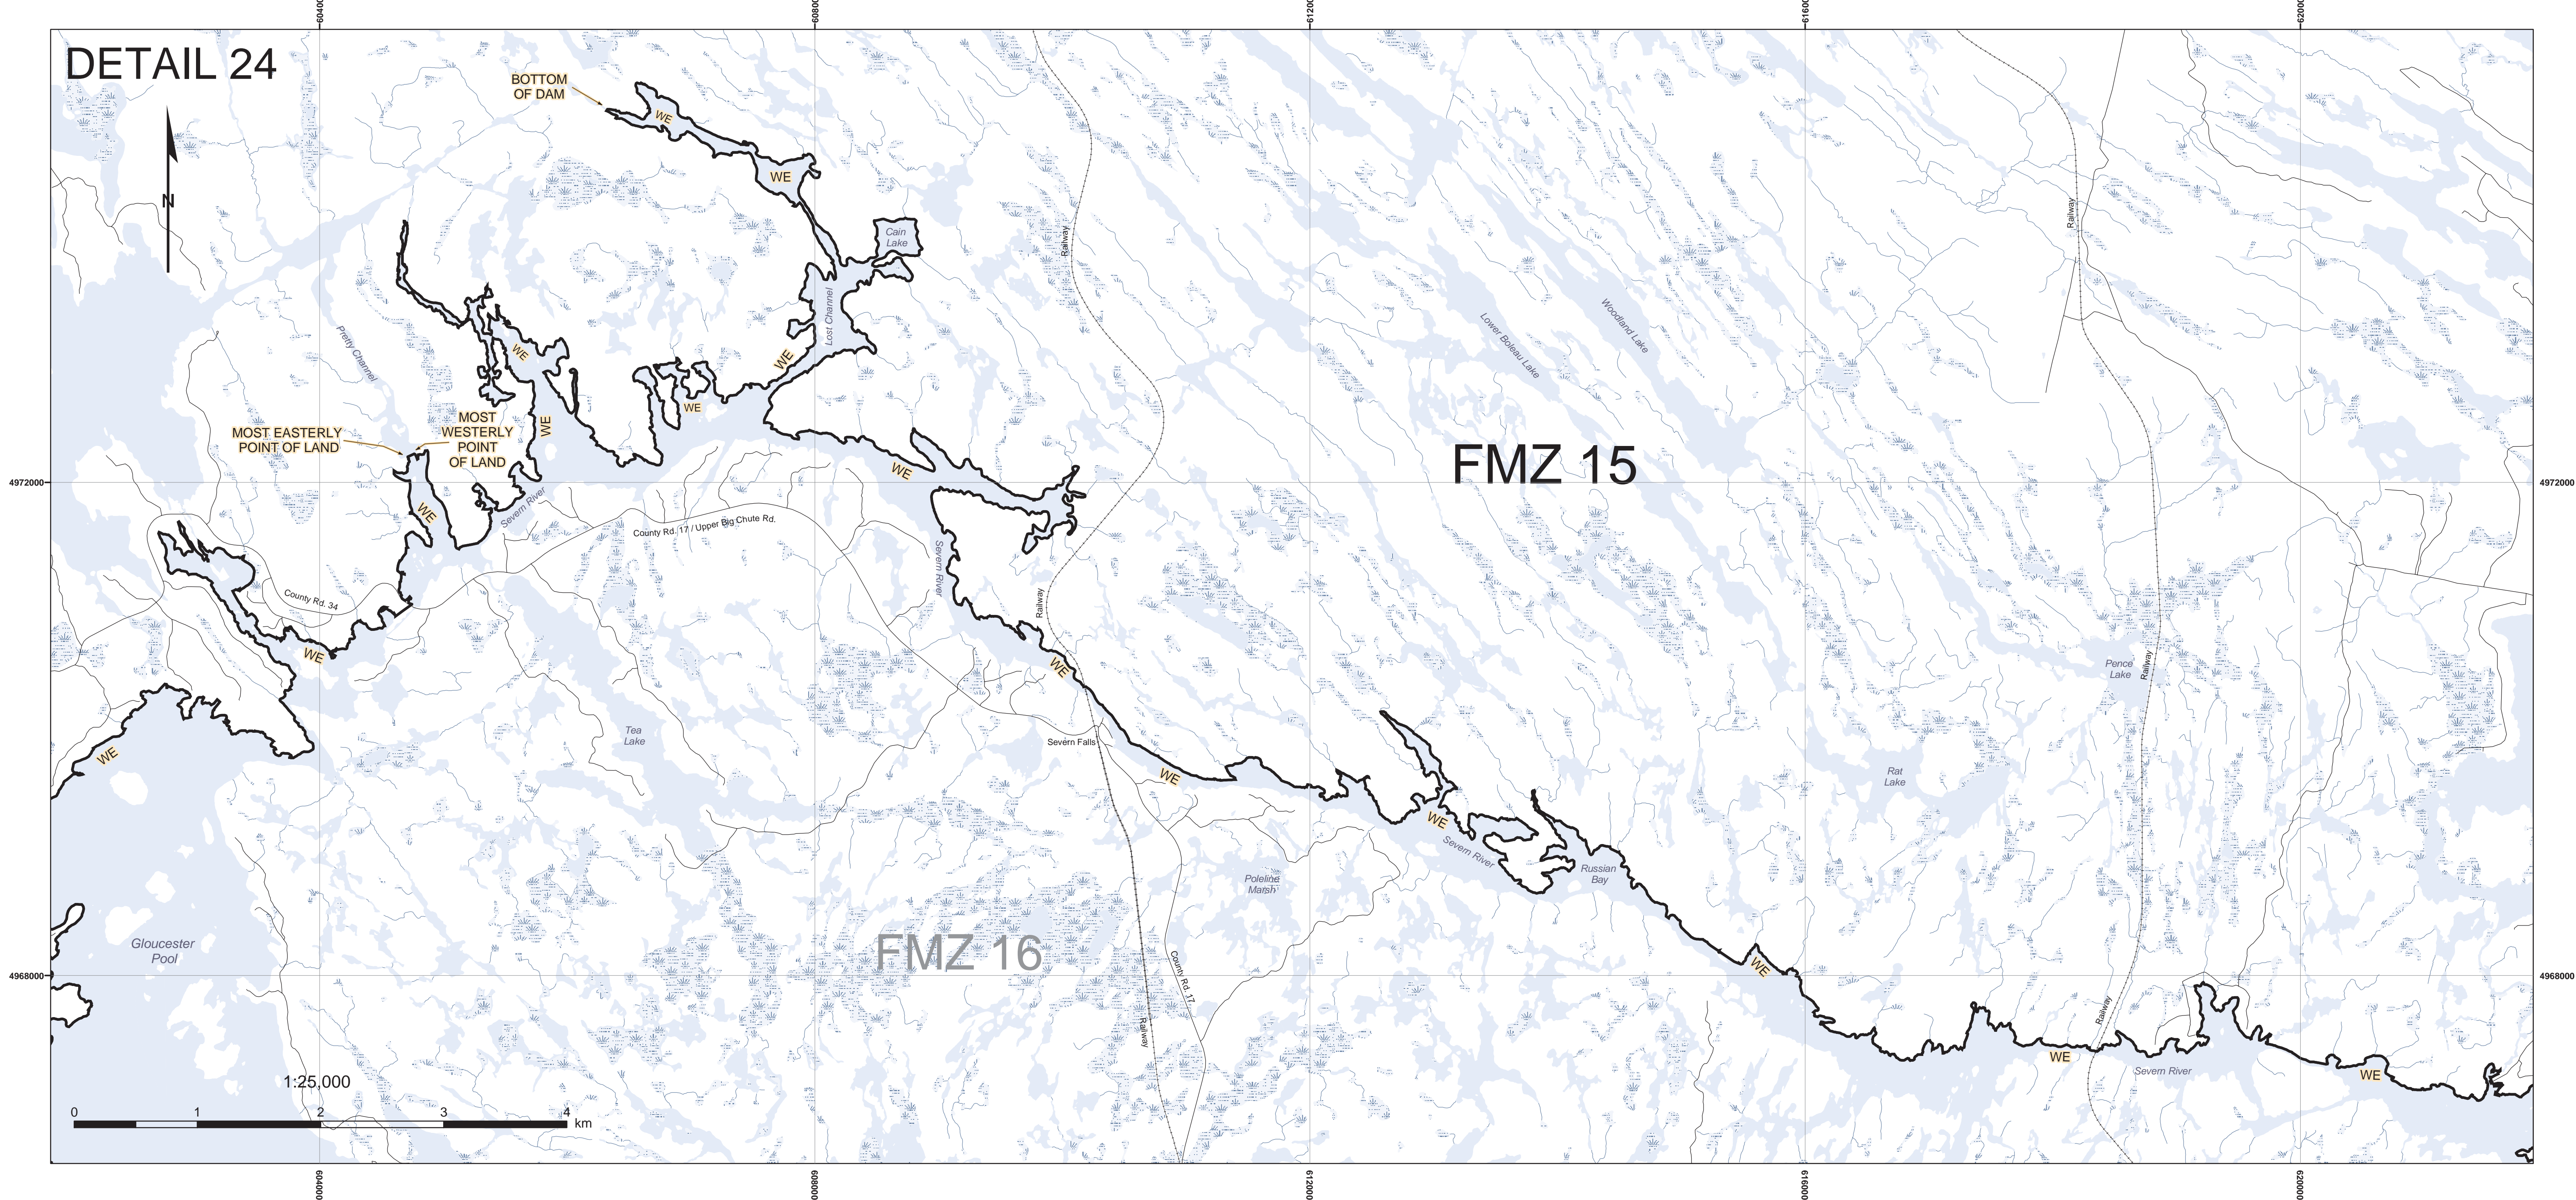 604000
608000
612000
616000
620000
DETAIL 24
BOTTOM
OF DAM
N
WE
WE
Cain
Lake
Railway
Railway
Lost Channel
Woodland Lake
Lower Boleau Lake
Pretty Channel
WE
WE
WE
WE
MOST EASTERLY
POINT OF LAND
MOST
WESTERLY
POINT
OF LAND
WE
FMZ 15
4972000
4972000
WE
Severn River
County Rd. 17 / Upper Big Chute Rd.
Severn River
County Rd. 34
Railway
WE
WE
Pence
Lake
Railway
Tea
Lake
Severn Falls
WE
WE
Rat
Lake
WE
Severn River
Russian
Bay
Poleline
Marsh
Gloucester
Pool
FMZ 16
WE
4968000
4968000
County Rd. 17
Railway
Railway
WE
Severn River
WE
1:25,000
0 1 2 3 4
km
604000
608000
612000
616000
620000